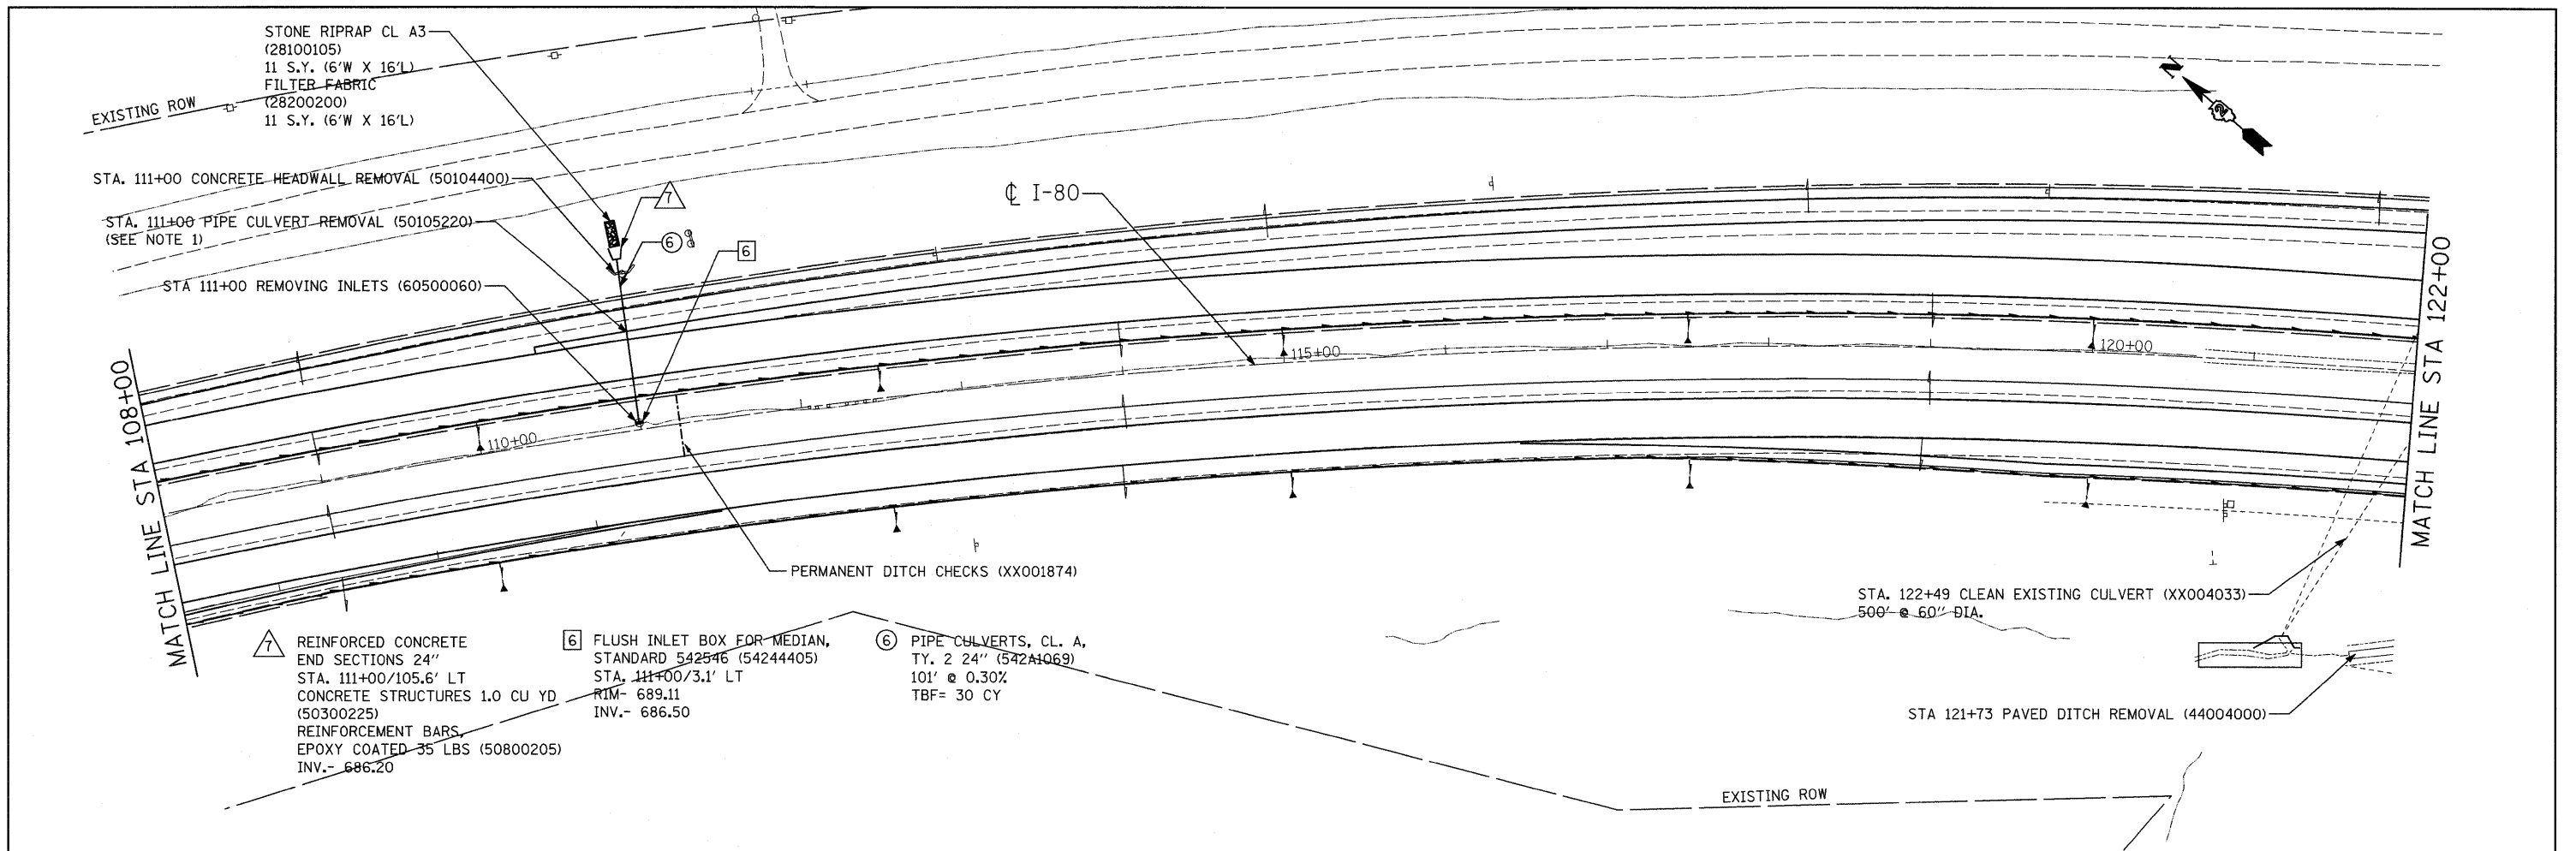 STONE RIPRAP CL A3
(28100105)
11 S.Y. (6'W X 16'L)
FILTER FABRIC
(28200200)
11 S.Y. (6'W X 16'L)
EXISTING ROW
N
2
STA. 111+00 CONCRETE HEADWALL REMOVAL (50104400)
7
℄ I-80
STA. 111+00 PIPE CULVERT REMOVAL (50105220)
(SEE NOTE 1)
6
6
STA 111+00 REMOVING INLETS (60500060)
MATCH LINE STA 108+00
110+00
115+00
120+00
MATCH LINE STA 122+00
PERMANENT DITCH CHECKS (XX001874)
STA. 122+49 CLEAN EXISTING CULVERT (XX004033)
500' @ 60" DIA.
7
REINFORCED CONCRETE
END SECTIONS 24"
STA. 111+00/105.6' LT
CONCRETE STRUCTURES 1.0 CU YD
(50300225)
REINFORCEMENT BARS,
EPOXY COATED 35 LBS (50800205)
INV.- 686.20
6
FLUSH INLET BOX FOR MEDIAN,
STANDARD 542546 (54244405)
STA. 111+00/3.1' LT
RIM- 689.11
INV.- 686.50
6
PIPE CULVERTS, CL. A,
TY. 2 24" (542A1069)
101' @ 0.30%
TBF= 30 CY
STA 121+73 PAVED DITCH REMOVAL (44004000)
EXISTING ROW